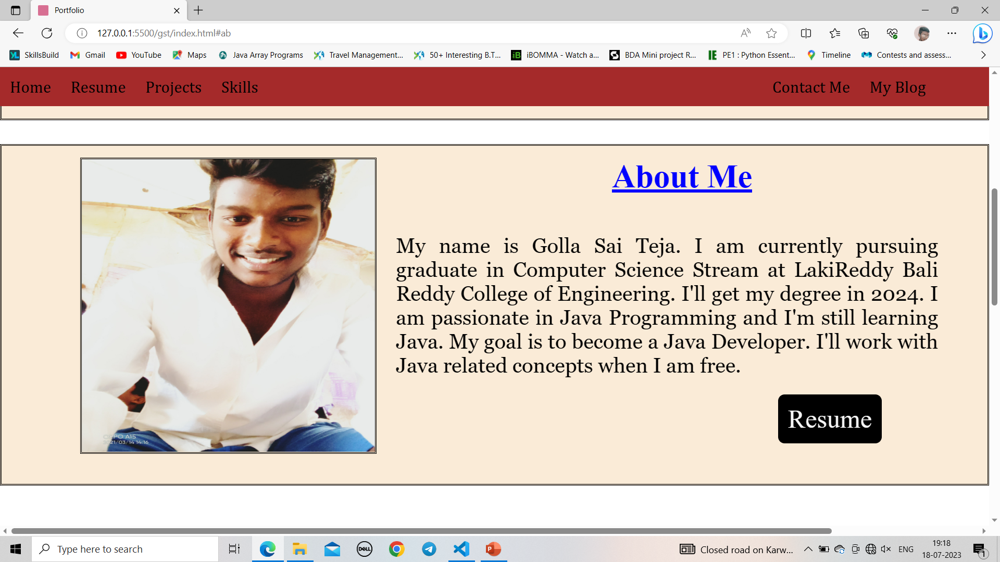 Portfolio
127.0.0.1:5500/gst/index.html#ab
SkillsBuild Gmail YouTube Maps Java Array Programs Travel Management... 50+ Interesting B.T... iBOMMA - Watch a... BDA Mini project R... PE1 : Python Essent... Timeline Contests and assess...
Home Resume Projects Skills Contact Me My Blog
About Me
My name is Golla Sai Teja. I am currently pursuing
graduate in Computer Science Stream at LakiReddy Bali
Reddy College of Engineering. I'll get my degree in 2024. I
am passionate in Java Programming and I'm still learning
Java. My goal is to become a Java Developer. I'll work with
Java related concepts when I am free.
Resume
OPPO A15
2021/03/14 14:16
Type here to search
DELL
Closed road on Karw...
ENG
19:18
18-07-2023
1